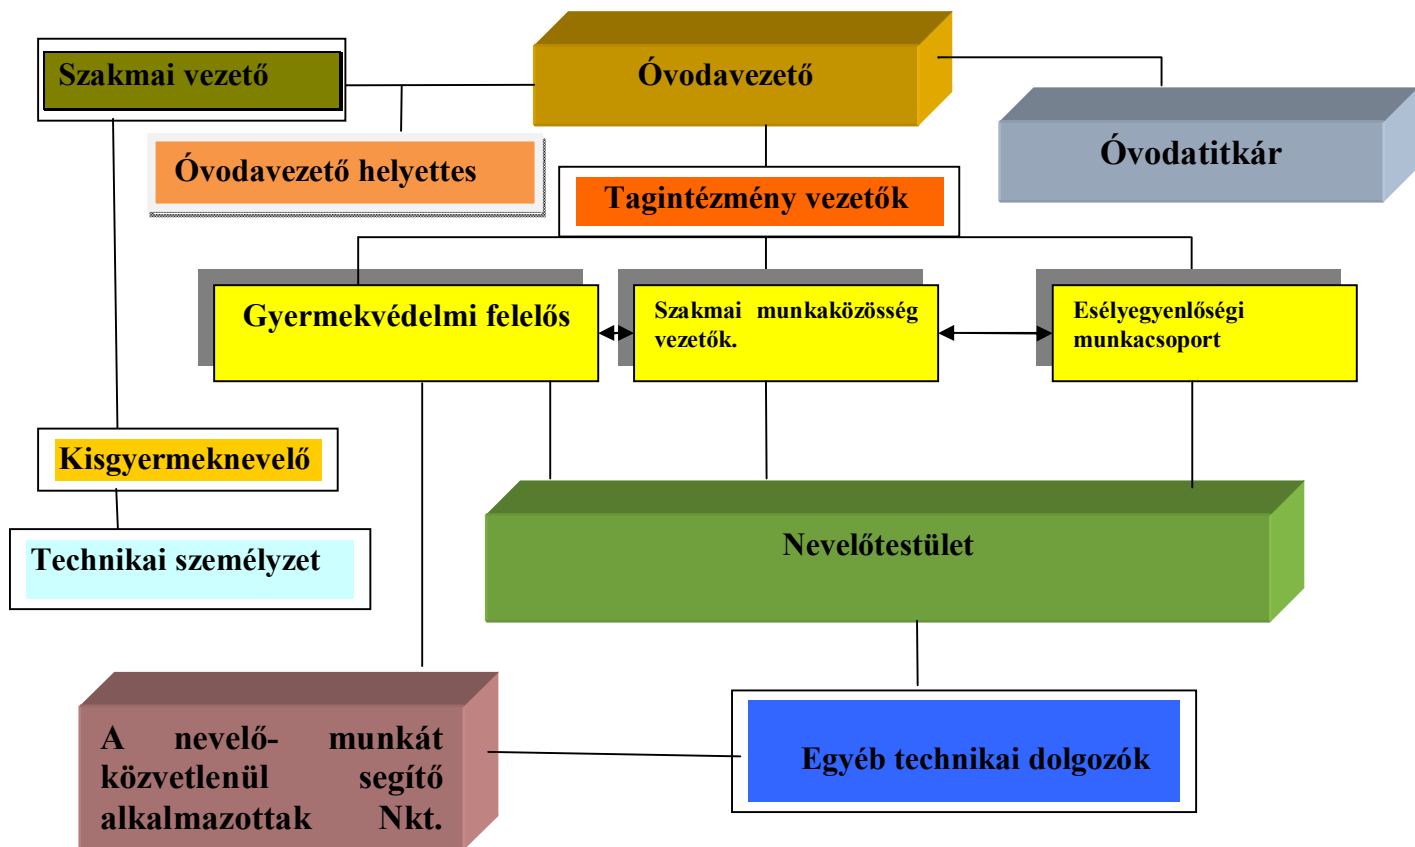 Szakmai vezető
Óvodavezető
Óvodatitkár
Óvodavezető helyettes
Tagintézmény vezetők
Gyermekvédelmi felelős
Szakmai munkaközösség
vezetők.
Esélyegyenlőségi
munkacsoport
Kisgyermeknevelő
Technikai személyzet
Nevelőtestület
A nevelő- munkát
közvetlenül segítő
alkalmazottak Nkt.
Egyéb technikai dolgozók